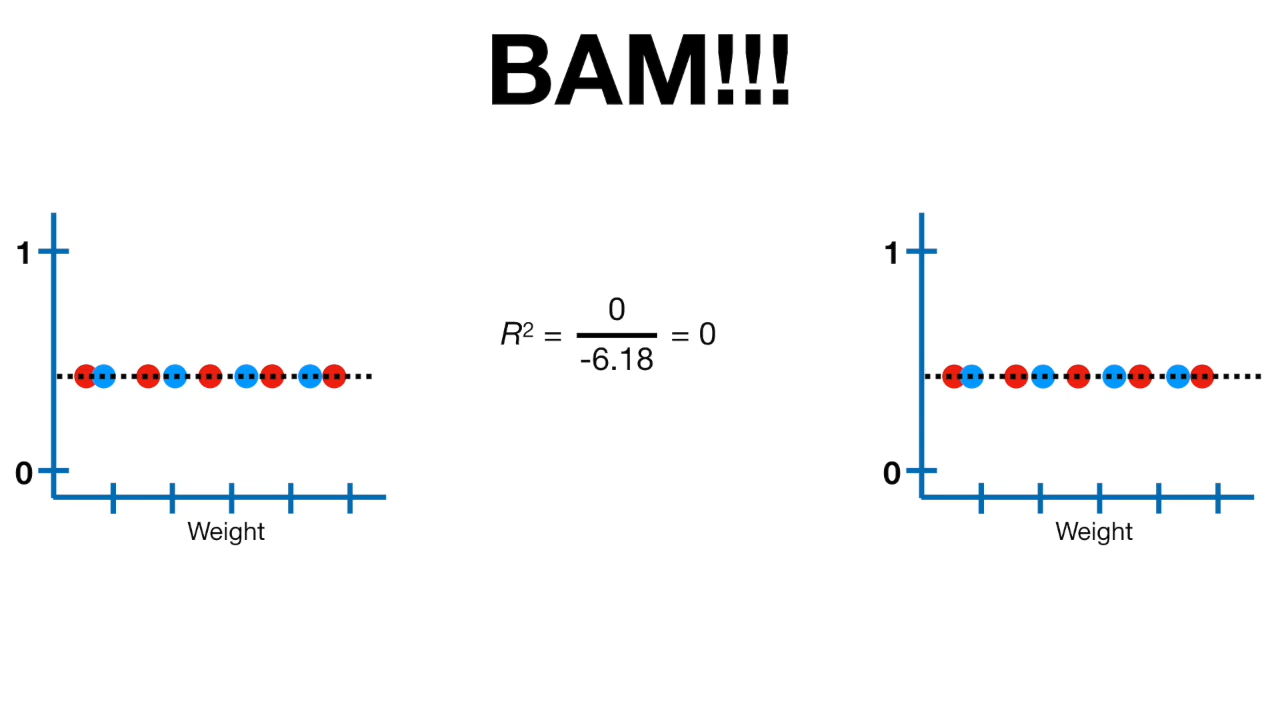 BAM!!!
1
0
Weight
R² = 0 / -6.18 = 0
1
0
Weight